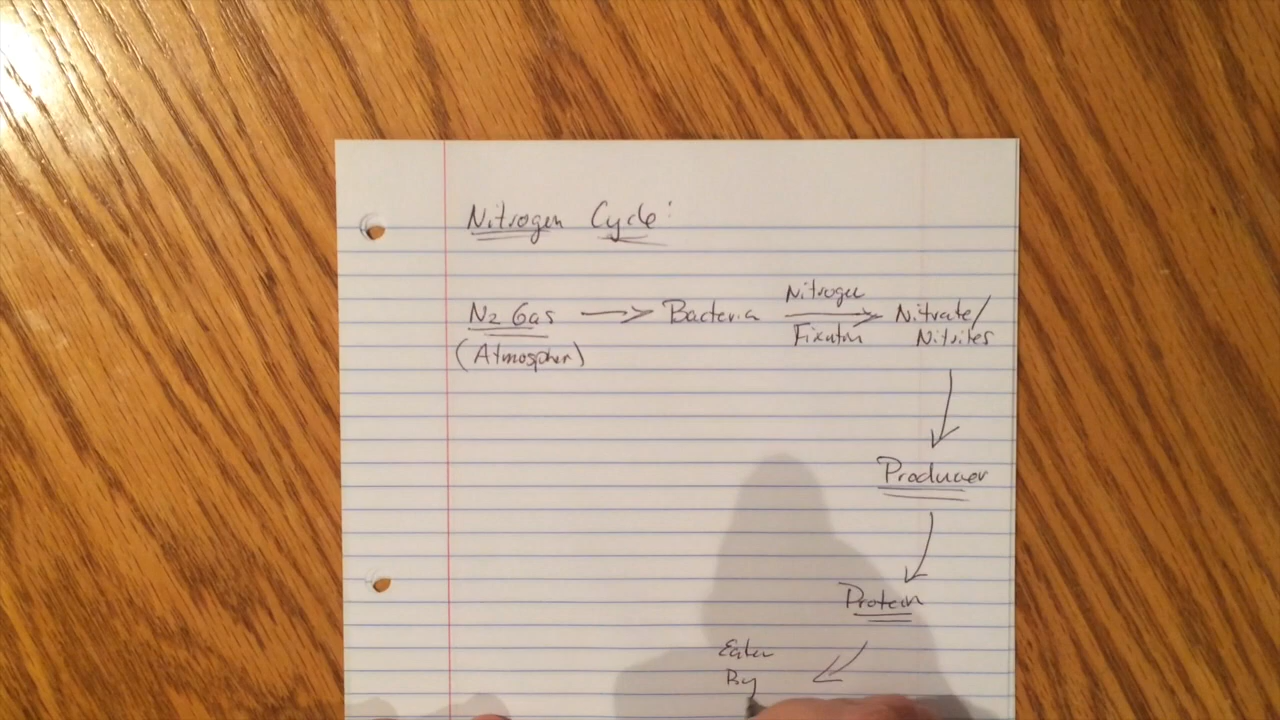 Nitrogen Cycle:
N2 Gas → Bacteria Nitrogen Fixation → Nitrate/
Nitrites
(Atmospher)
Producer
Protein
Eaten
By